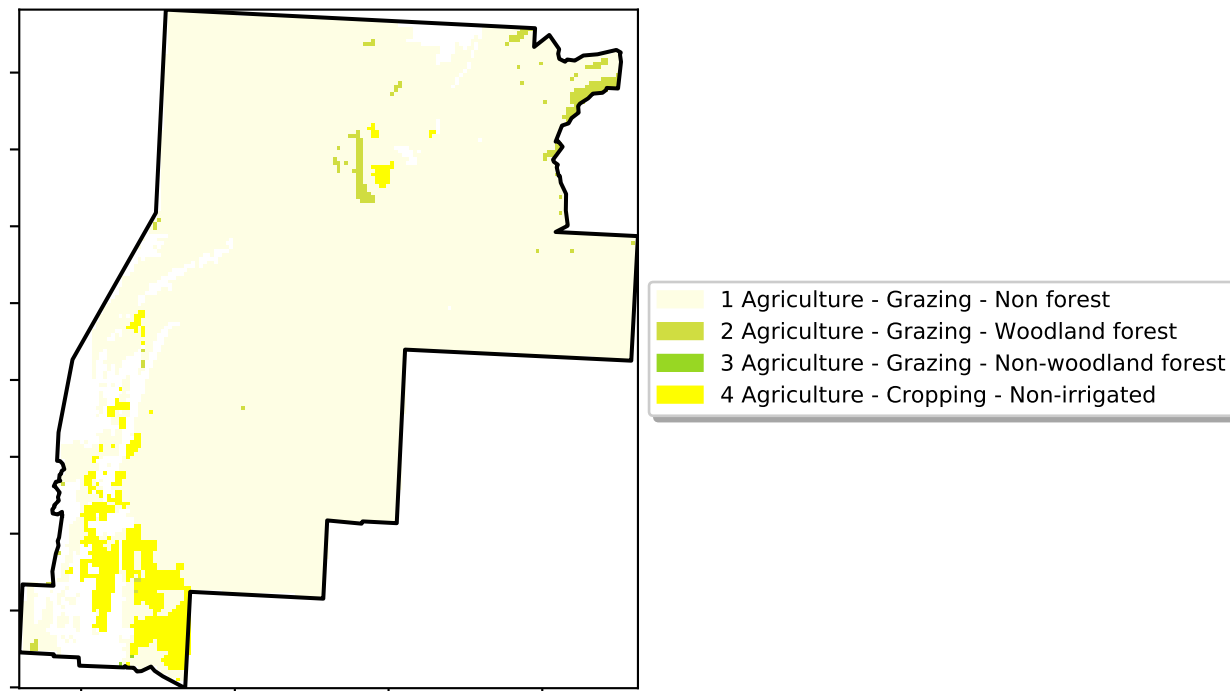 1 Agriculture - Grazing - Non forest
2 Agriculture - Grazing - Woodland forest
3 Agriculture - Grazing - Non-woodland forest
4 Agriculture - Cropping - Non-irrigated